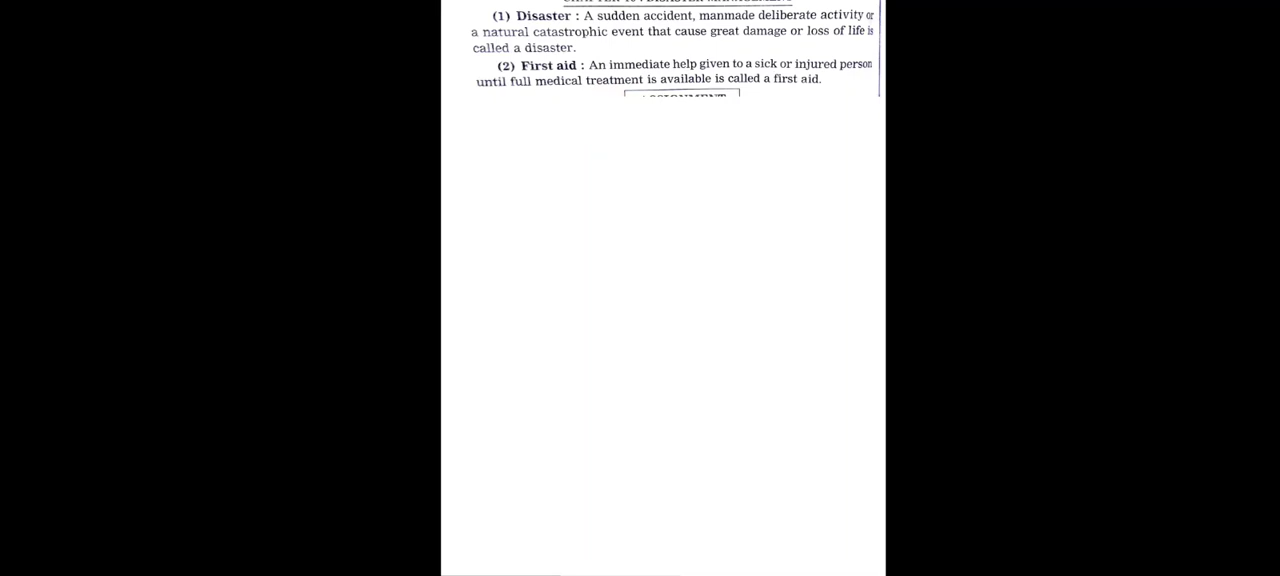 (1) Disaster : A sudden accident, manmade deliberate activity or
a natural catastrophic event that cause great damage or loss of life is
called a disaster.
(2) First aid : An immediate help given to a sick or injured person
until full medical treatment is available is called a first aid.